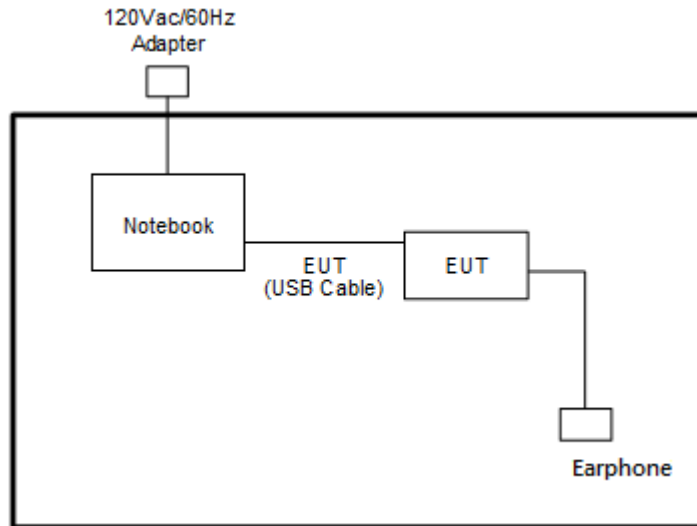 120Vac/60Hz
Adapter
Notebook
EUT
(USB Cable)
EUT
Earphone